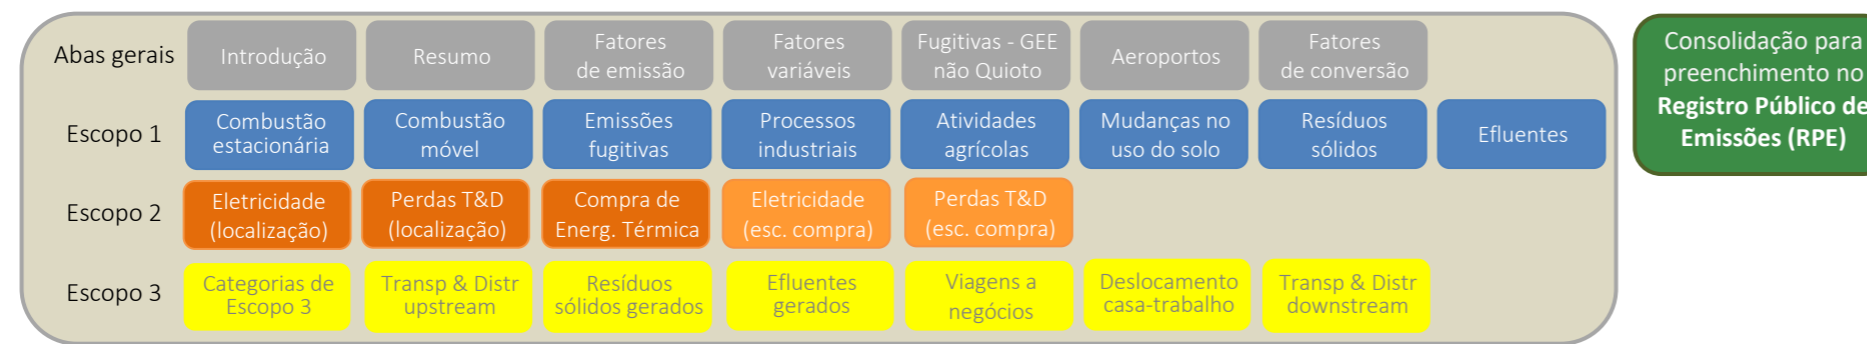 Abas gerais
Introdução
Resumo
Fatores
de emissão
Fatores
variáveis
Fugitivas - GEE
não Quioto
Aeroportos
Fatores
de conversão
Escopo 1
Combustão
estacionária
Combustão
móvel
Emissões
fugitivas
Processos
industriais
Atividades
agrícolas
Mudanças no
uso do solo
Resíduos
sólidos
Efluentes
Escopo 2
Eletricidade
(localização)
Perdas T&D
(localização)
Compra de
Energ. Térmica
Eletricidade
(esc. compra)
Perdas T&D
(esc. compra)
Escopo 3
Categorias de
Escopo 3
Transp & Distr
upstream
Resíduos
sólidos gerados
Efluentes
gerados
Viagens a
negócios
Deslocamento
casa-trabalho
Transp & Distr
downstream
Consolidação para
preenchimento no
Registro Público de
Emissões (RPE)